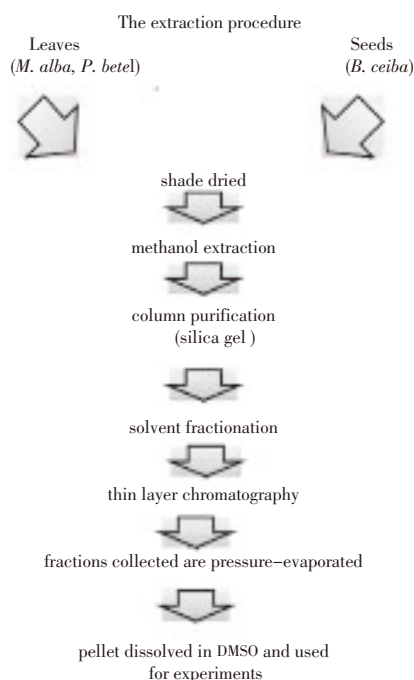 The extraction procedure
Leaves
(M. alba, P. betel)
Seeds
(B. ceiba)
shade dried
methanol extraction
column purification
(silica gel )
solvent fractionation
thin layer chromatography
fractions collected are pressure-evaporated
pellet dissolved in DMSO and used
for experiments